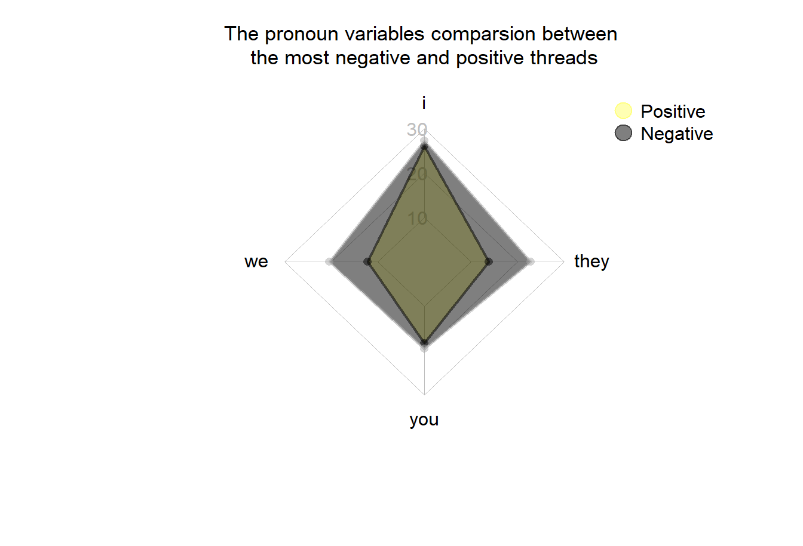 The pronoun variables comparsion between
the most negative and positive threads
i
Positive
30
Negative
20
10
we
they
you